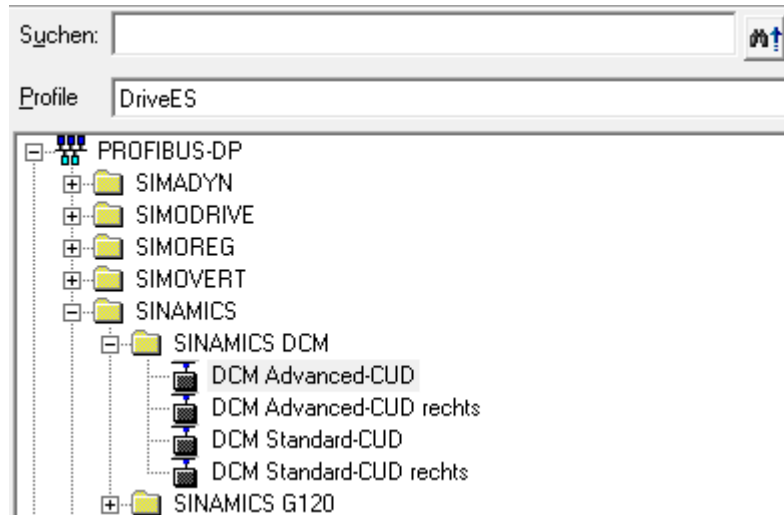 Suchen:
Profile DriveES
PROFIBUS-DP
SIMADYN
SIMODRIVE
SIMOREG
SIMOVERT
SINAMICS
SINAMICS DCM
DCM Advanced-CUD
DCM Advanced-CUD rechts
DCM Standard-CUD
DCM Standard-CUD rechts
SINAMICS G120